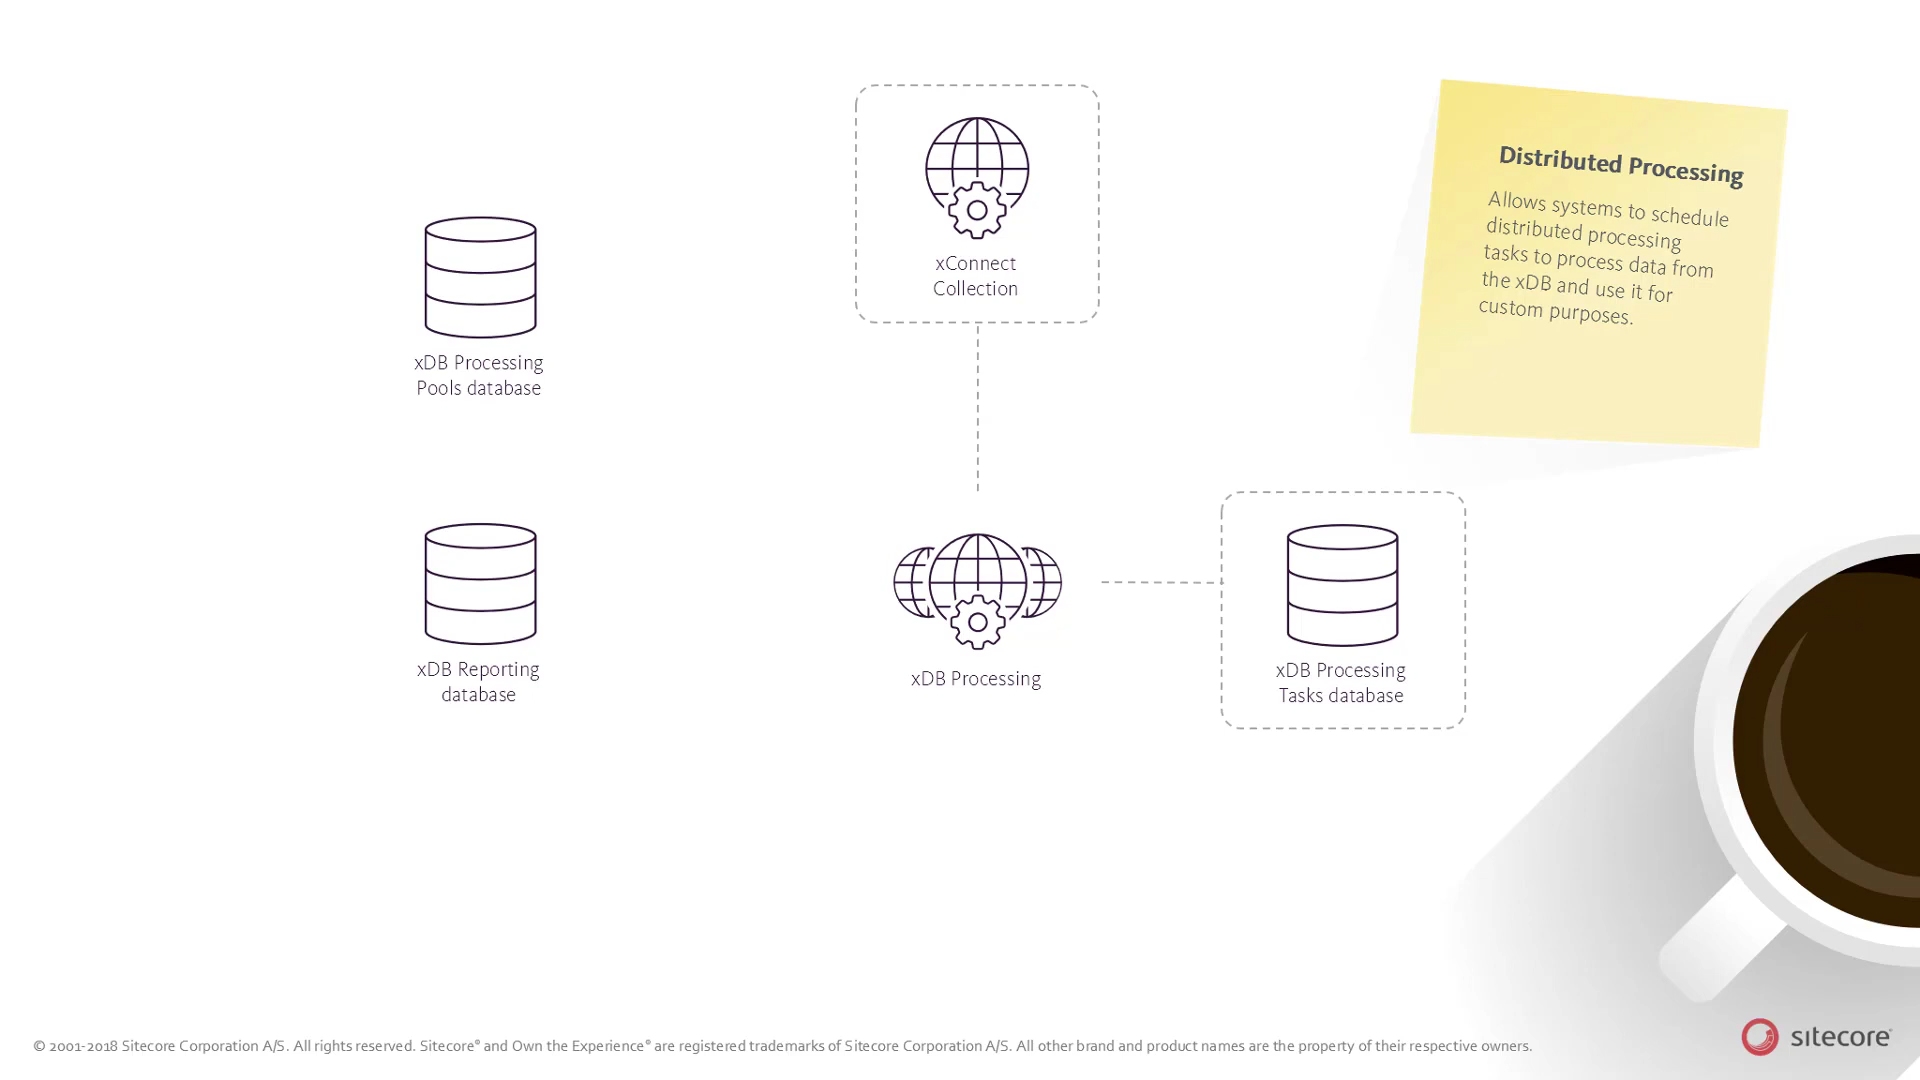 xConnect
Collection
Distributed Processing
Allows systems to schedule
distributed processing
tasks to process data from
the xDB and use it for
custom purposes.
xDB Processing
Pools database
xDB Reporting
database
xDB Processing
xDB Processing
Tasks database
© 2001-2018 Sitecore Corporation A/S. All rights reserved. Sitecore® and Own the Experience® are registered trademarks of Sitecore Corporation A/S. All other brand and product names are the property of their respective owners.
sitecore®